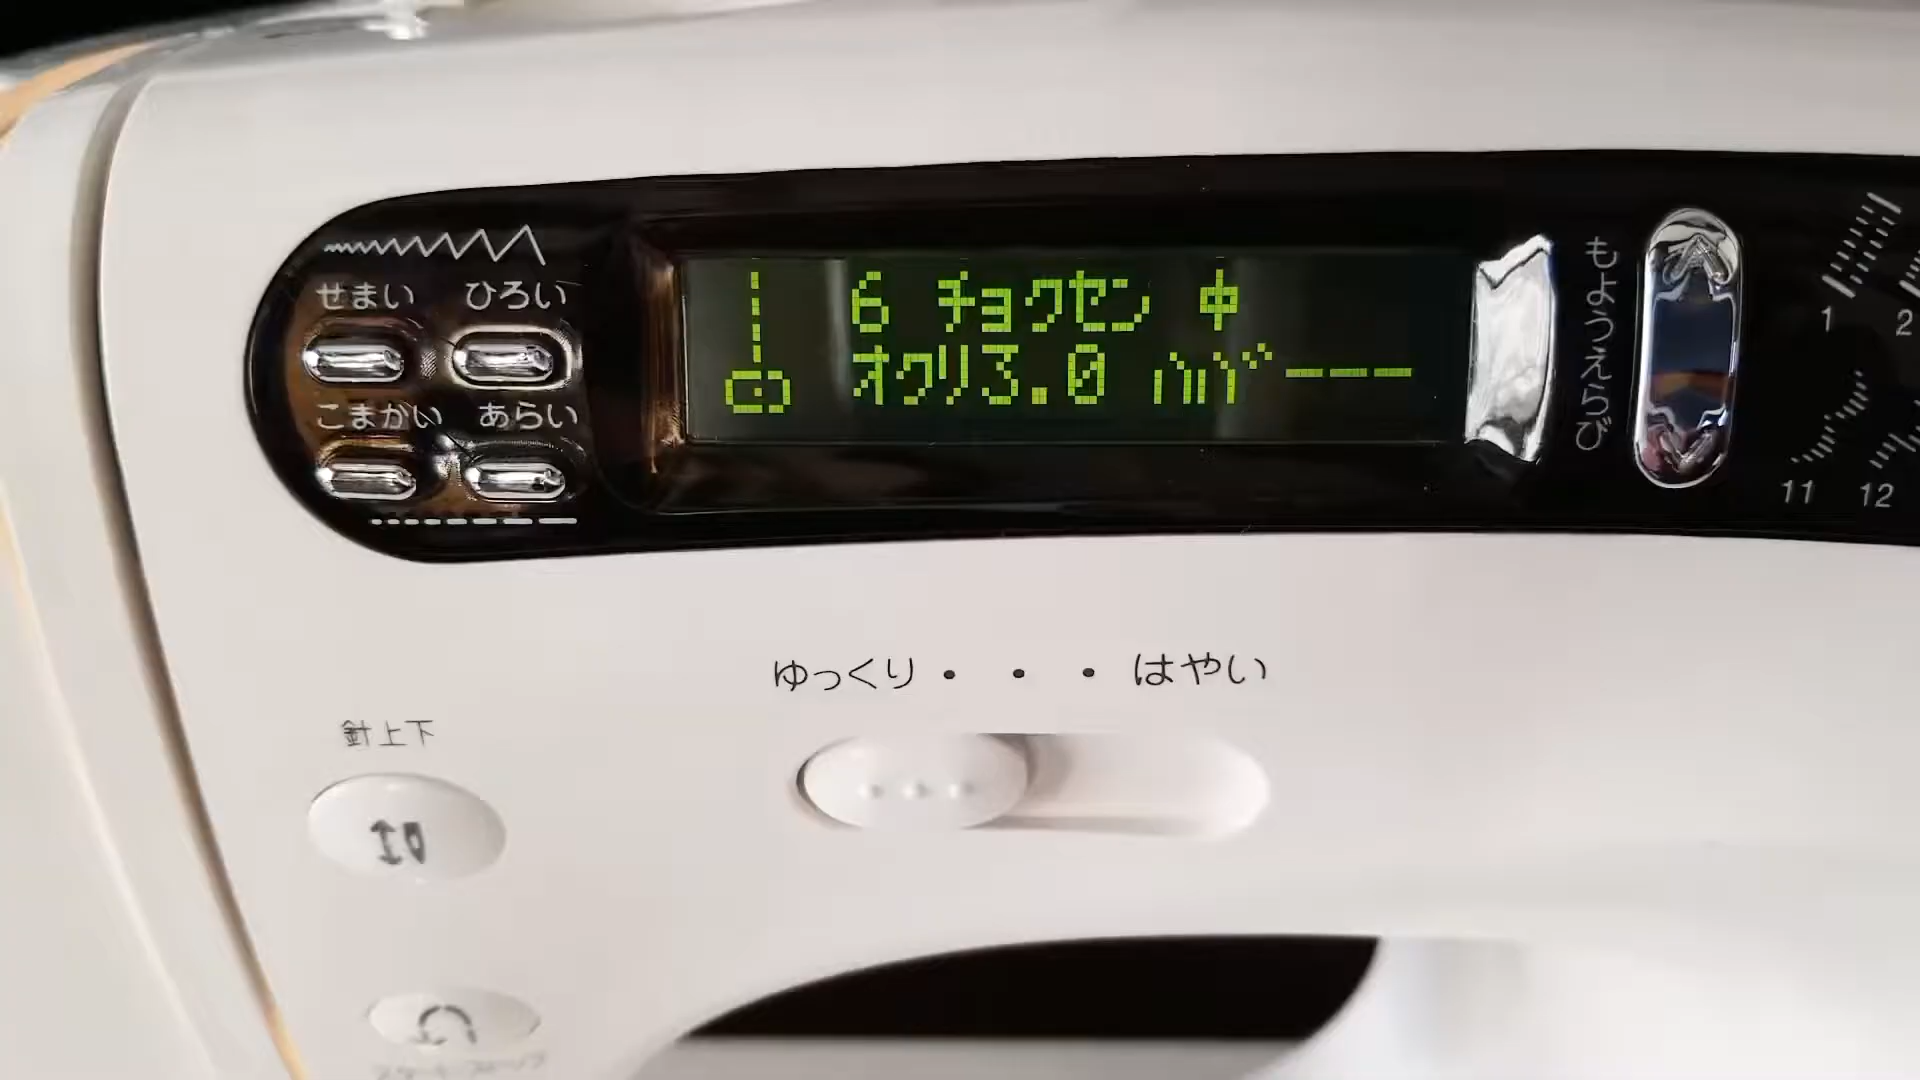 せまい ひろい
こまかい あらい
6 チョクセン 中
オクリ3.0 ハバ---
もようえらび
1 2
11 12
ゆっくり・・・はやい
針上下